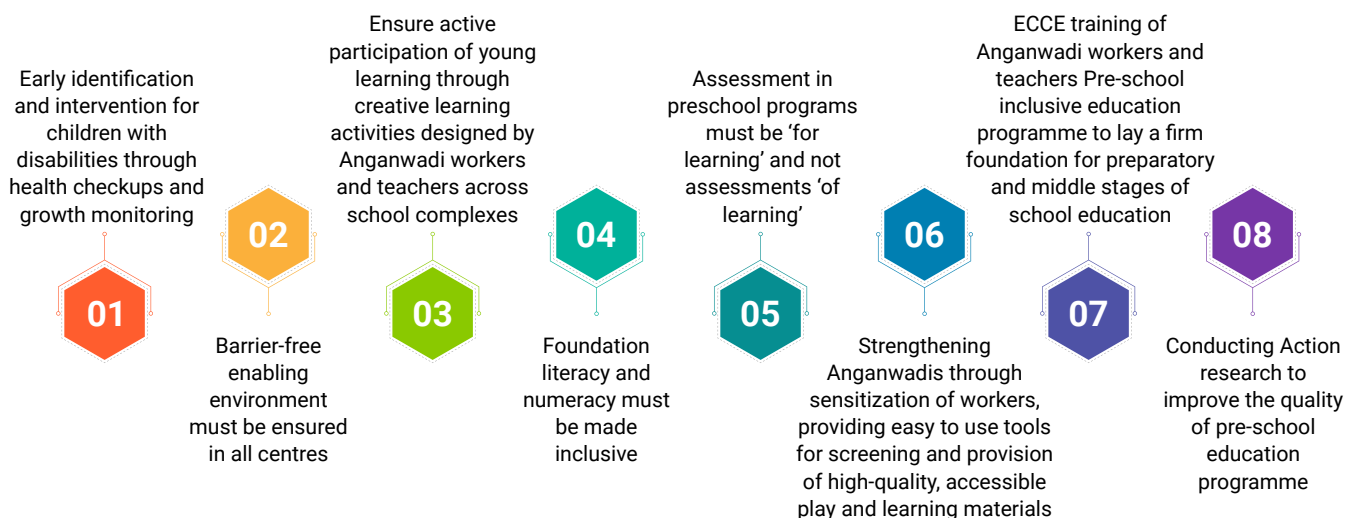 01
Early identification
and intervention for
children with
disabilities through
health checkups and
growth monitoring
02
Barrier-free
enabling
environment
must be ensured
in all centres
03
Ensure active
participation of young
learning through
creative learning
activities designed by
Anganwadi workers
and teachers across
school complexes
04
Foundation
literacy and
numeracy must
be made
inclusive
05
Assessment in
preschool programs
must be ‘for
learning’ and not
assessments ‘of
learning’
06
Strengthening
Anganwadis through
sensitization of workers,
providing easy to use tools
for screening and provision
of high-quality, accessible
play and learning materials
07
ECCE training of
Anganwadi workers and
teachers Pre-school
inclusive education
programme to lay a firm
foundation for preparatory
and middle stages of
school education
08
Conducting Action
research to
improve the quality
of pre-school
education
programme